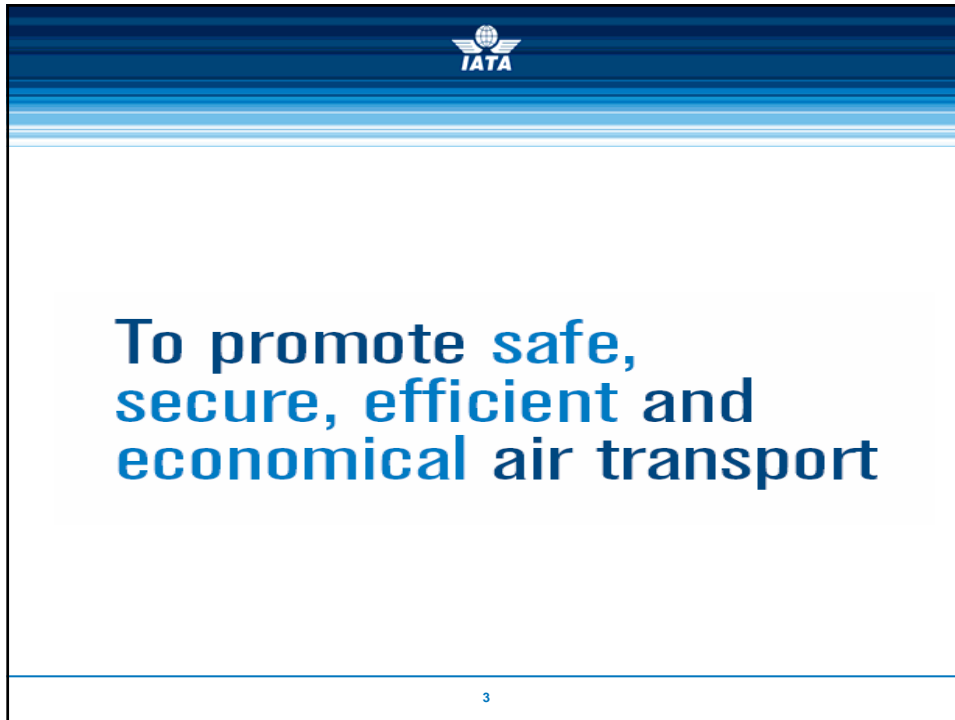 IATA
To promote safe,
secure, efficient and
economical air transport
3